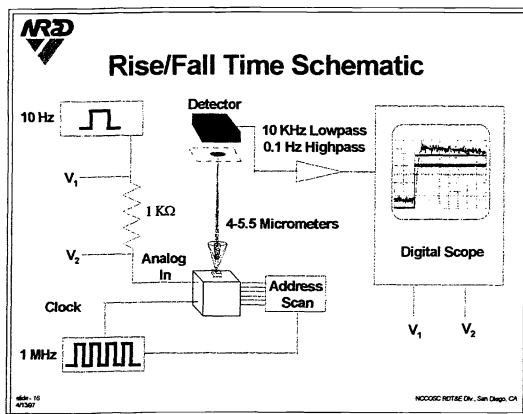 NRaD
Rise/Fall Time Schematic
Detector
10 Hz
10 KHz Lowpass
0.1 Hz Highpass
V1
1 KΩ
4-5.5 Micrometers
V2
Analog
In
Address
Scan
Digital Scope
Clock
V1
V2
1 MHz
slide - 16
4/13/97
NCCOSC RDT&E Div., San Diego, CA